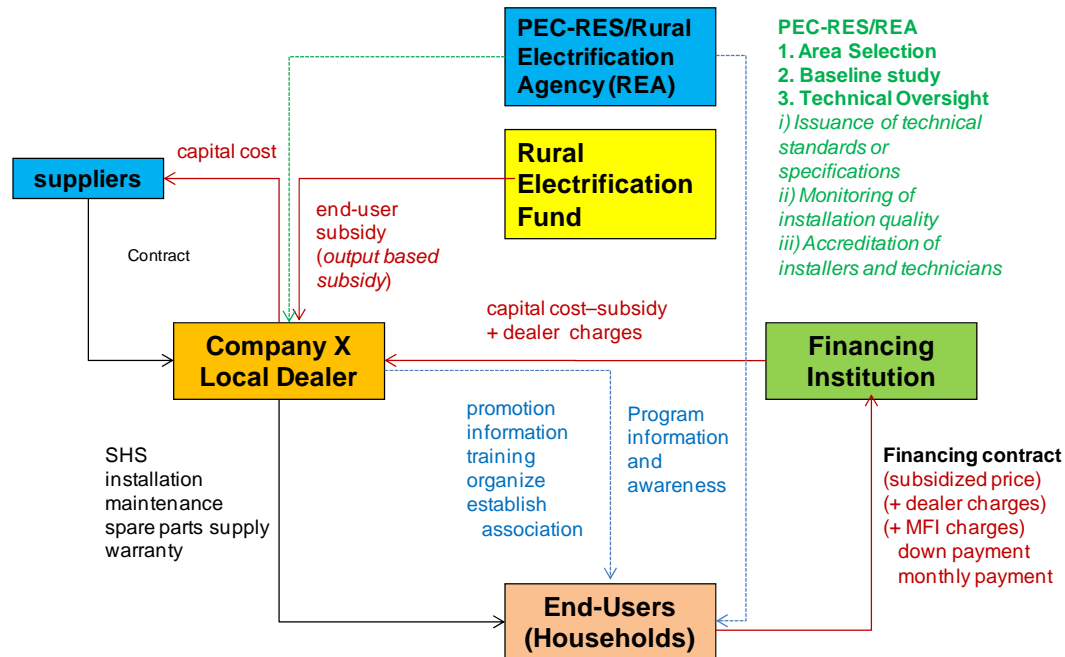 PEC-RES/Rural
Electrification
Agency (REA)
PEC-RES/REA
1. Area Selection
2. Baseline study
3. Technical Oversight
i) Issuance of technical
standards or
specifications
ii) Monitoring of
installation quality
iii) Accreditation of
installers and technicians
capital cost
suppliers
Rural
Electrification
Fund
end-user
subsidy
(output based
subsidy)
Contract
capital cost–subsidy
+ dealer charges
Company X
Local Dealer
Financing
Institution
promotion
information
training
organize
establish
association
Program
information
and
awareness
SHS
installation
maintenance
spare parts supply
warranty
Financing contract
(subsidized price)
(+ dealer charges)
(+ MFI charges)
down payment
monthly payment
End-Users
(Households)